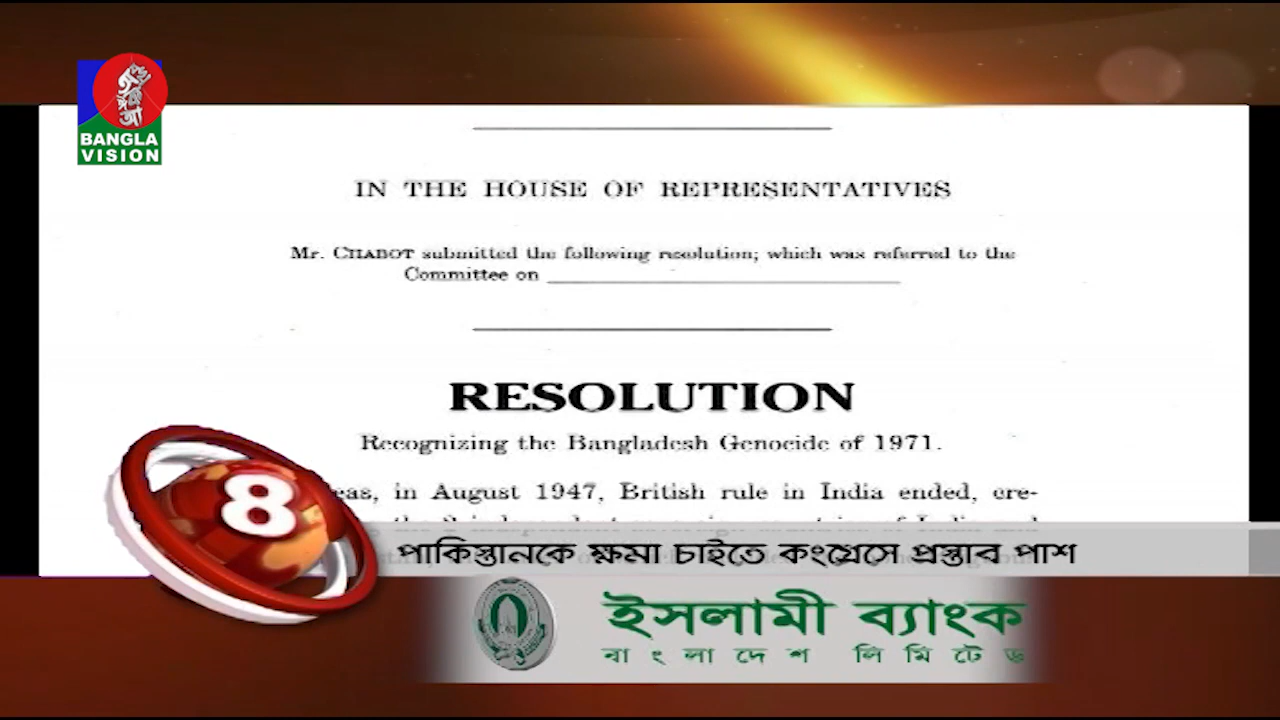 BANGLA
VISION
IN THE HOUSE OF REPRESENTATIVES
Mr. CHABOT submitted the following resolution; which was referred to the
Committee on
RESOLUTION
Recognizing the Bangladesh Genocide of 1971.
in August 1947, British rule in India ended, cre-
8
পাকিস্তানকে ক্ষমা চাইতে কংগ্রেসে প্রস্তাব পাশ
ইসলামী ব্যাংক
বাংলাদেশ লিমিটেড